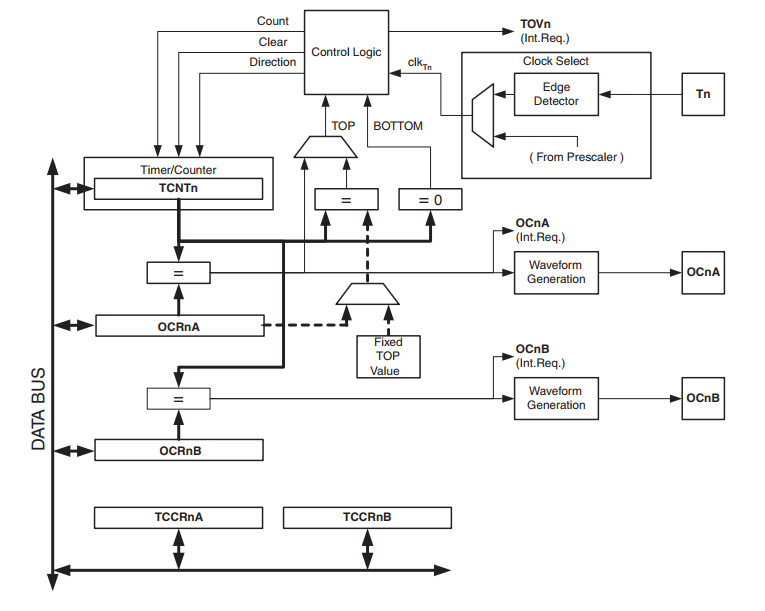 Count
Clear
Direction
Control Logic
TOVn
(Int.Req.)
clkTn
Clock Select
Edge
Detector
Tn
( From Prescaler )
TOP
BOTTOM
Timer/Counter
TCNTn
=
= 0
=
OCnA
(Int.Req.)
Waveform
Generation
OCnA
OCRnA
Fixed
TOP
Value
OCnB
(Int.Req.)
Waveform
Generation
OCnB
=
OCRnB
DATA BUS
TCCRnA
TCCRnB